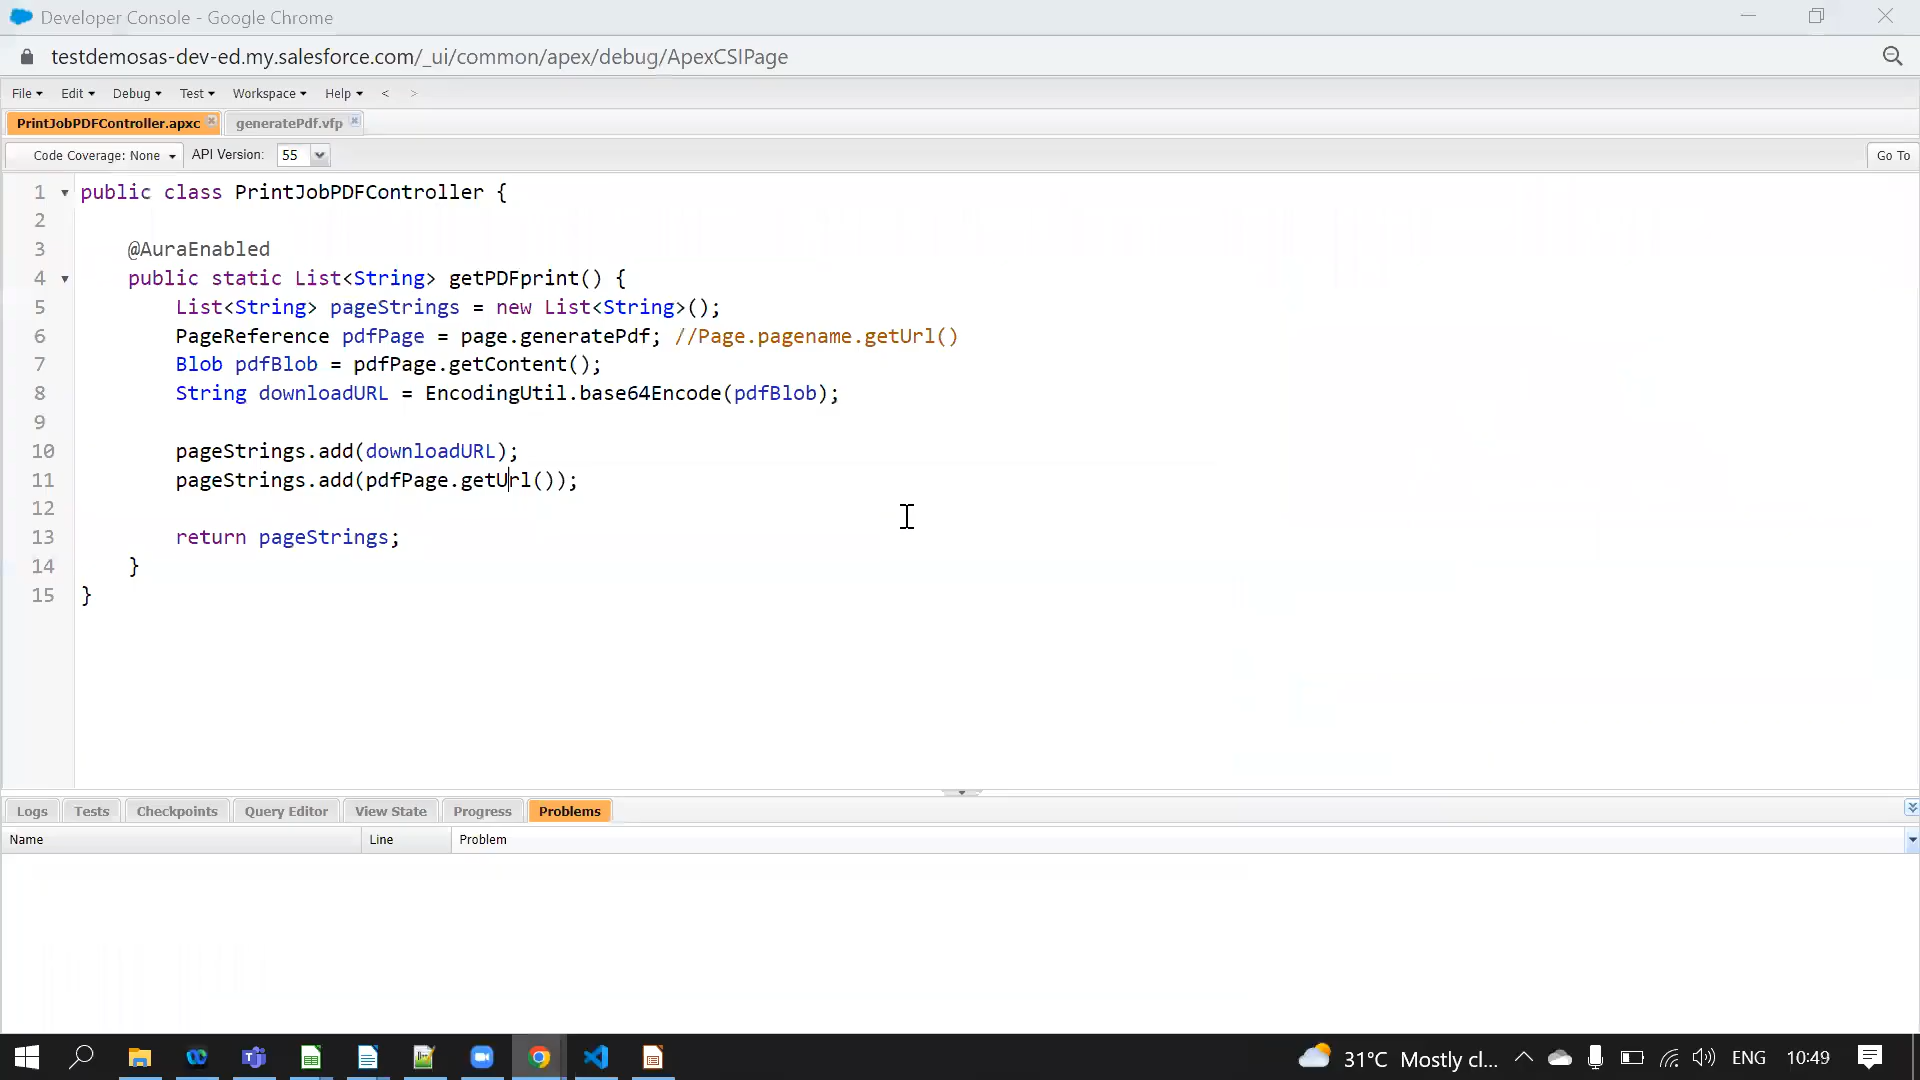 Developer Console - Google Chrome
testdemosas-dev-ed.my.salesforce.com/_ui/common/apex/debug/ApexCSIPage
File Edit Debug Test Workspace Help < >
PrintJobPDFController.apxc generatePdf.vfp
Code Coverage: None API Version: 55 Go To
1 public class PrintJobPDFController {
2
3 @AuraEnabled
4 public static List<String> getPDFprint() {
5 List<String> pageStrings = new List<String>();
6 PageReference pdfPage = page.generatePdf; //Page.pagename.getUrl()
7 Blob pdfBlob = pdfPage.getContent();
8 String downloadURL = EncodingUtil.base64Encode(pdfBlob);
9
10 pageStrings.add(downloadURL);
11 pageStrings.add(pdfPage.getUrl());
12
13 return pageStrings;
14 }
15 }
Logs Tests Checkpoints Query Editor View State Progress Problems
Name Line Problem
31°C Mostly cl... ENG 10:49